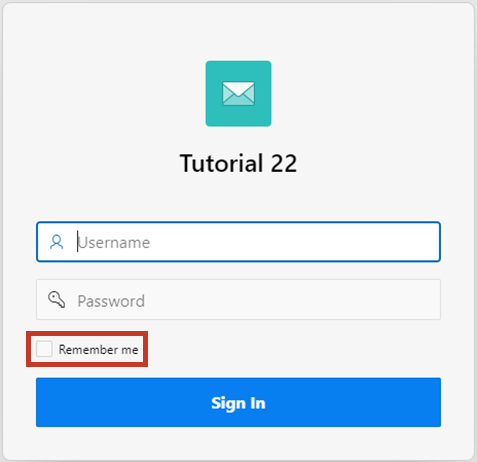 Tutorial 22
Username
Password
Remember me
Sign In